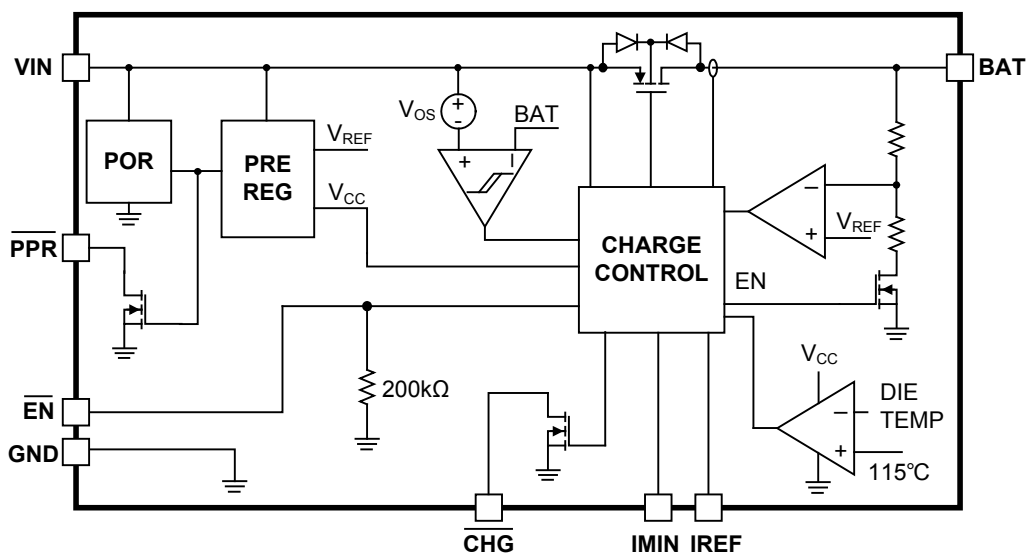 VIN
BAT
V_OS
+
-
BAT
POR
PRE
REG
V_REF
V_CC
+
−
PPR
CHARGE
CONTROL
−
+
V_REF
EN
EN
200kΩ
V_CC
−
+
DIE
TEMP
115℃
GND
CHG
IMIN
IREF